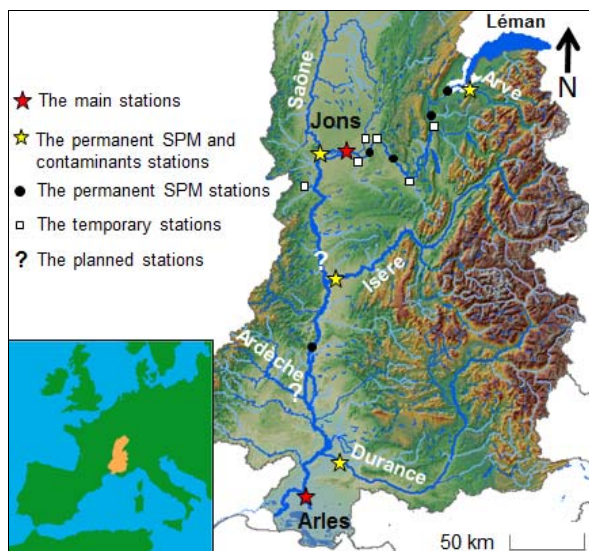 Léman
N
Arve
Saône
The main stations
Jons
The permanent SPM and
contaminants stations
The permanent SPM stations
The temporary stations
? The planned stations
?
Isère
Ardèche
?
Durance
Arles
50 km